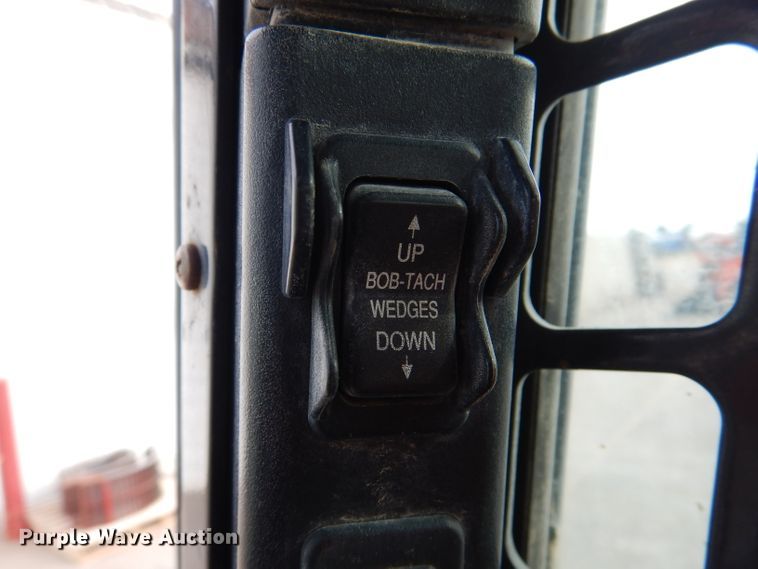 UP
BOB-TACH
WEDGES
DOWN
Purple Wave Auction